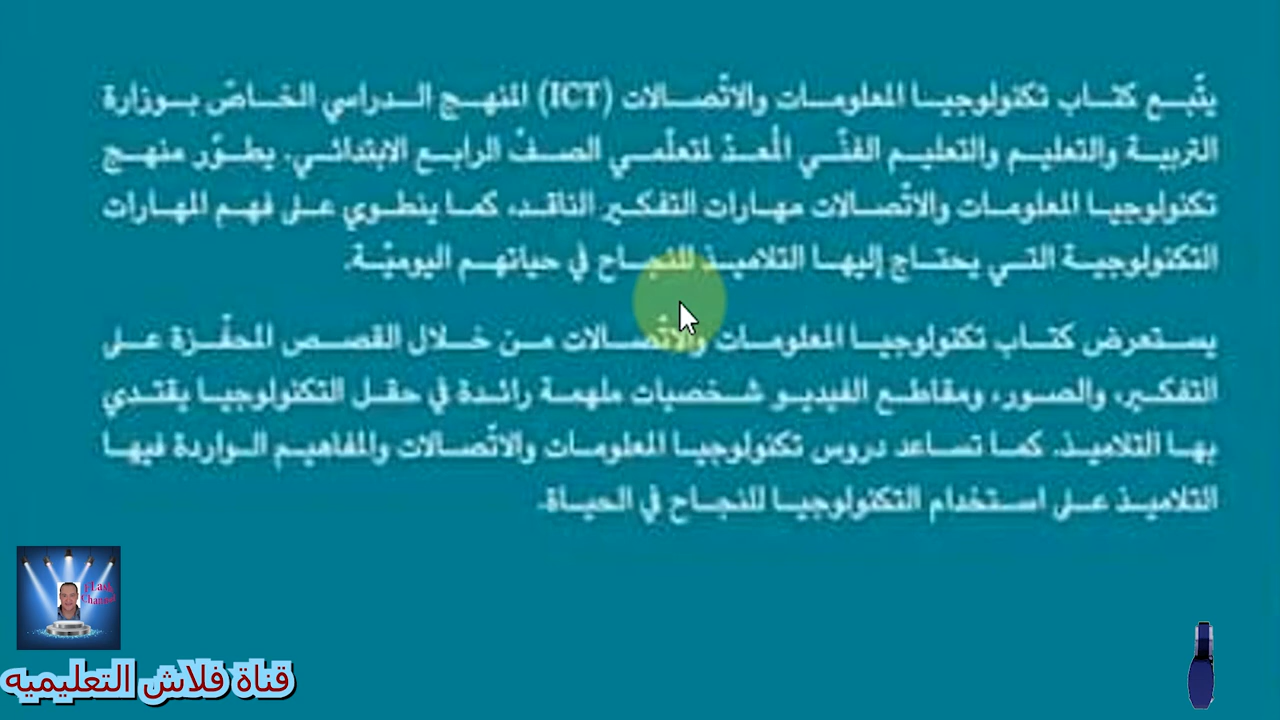 يتّبع كتاب تكنولوجيا المعلومات والاتّصالات (ICT) المنهج الدراسي الخاصّ بوزارة
التربية والتعليم والتعليم الفنّي المُعدّ لمتعلّمي الصفّ الرابع الابتدائي. يطوّر منهج
تكنولوجيا المعلومات والاتّصالات مهارات التفكير الناقد، كما ينطوي على فهم المهارات
التكنولوجية التي يحتاج إليها التلاميذ للنجاح في حياتهم اليوميّة.
يستعرض كتاب تكنولوجيا المعلومات والاتّصالات من خلال القصص المحفّزة على
التفكير، والصور، ومقاطع الفيديو شخصيات ملهمة رائدة في حقل التكنولوجيا يقتدي
بها التلاميذ. كما تساعد دروس تكنولوجيا المعلومات والاتّصالات والمفاهيم الواردة فيها
التلاميذ على استخدام التكنولوجيا للنجاح في الحياة.
FLash
Channel
قناة فلاش التعليميه